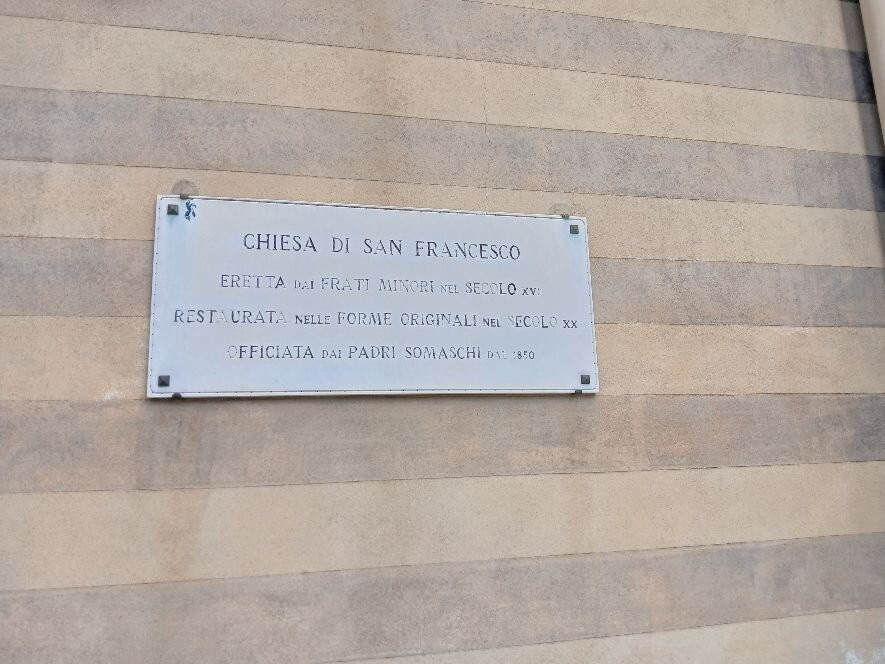 CHIESA DI SAN FRANCESCO
ERETTA DAI FRATI MINORI NEL SECOLO XVI
RESTAURATA NELLE FORME ORIGINALI NEL SECOLO XX
OFFICIATA DAI PADRI SOMASCHI DAL 1850